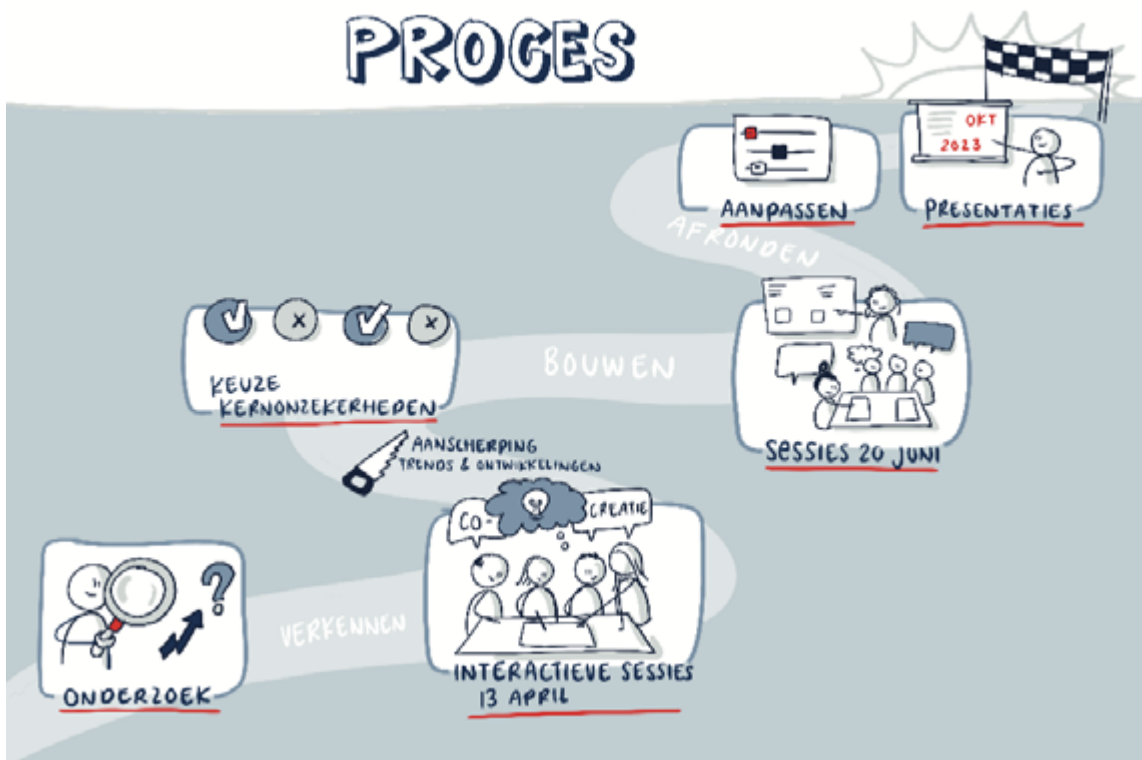 PROCES
ONDERZOEK
VERKENNEN
CO-
CREATIE
INTERACTIEVE SESSIES
13 APRIL
AANSCHERPING
TRENDS & ONTWIKKELINGEN
KEUZE
KERNONZEKERHEDEN
BOUWEN
SESSIES 20 JUNI
AFRONDEN
AANPASSEN
OKT
2023
PRESENTATIES